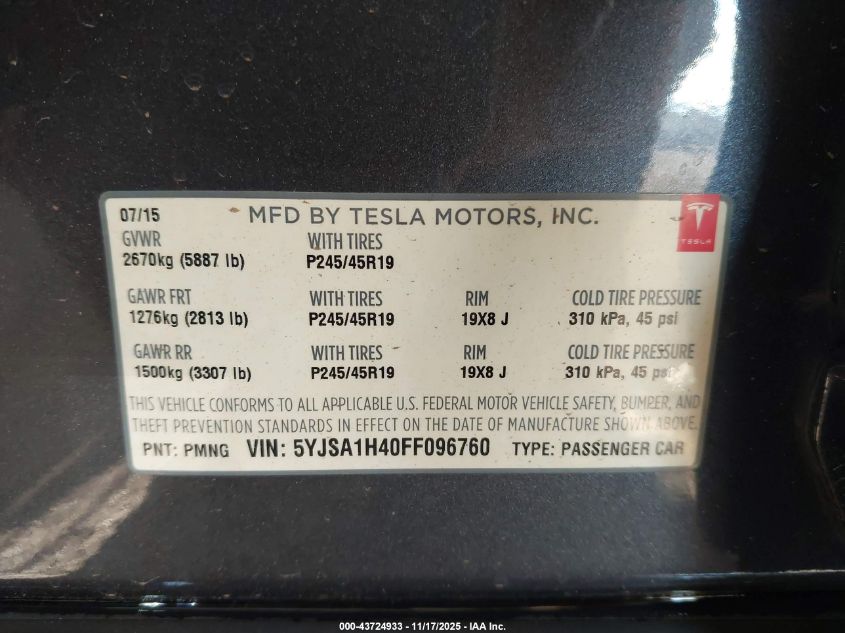 07/15 MFD BY TESLA MOTORS, INC.
TESLA
GVWR WITH TIRES
2670kg (5887 lb) P245/45R19
GAWR FRT WITH TIRES RIM COLD TIRE PRESSURE
1276kg (2813 lb) P245/45R19 19X8 J 310 kPa, 45 psi
GAWR RR WITH TIRES RIM COLD TIRE PRESSURE
1500kg (3307 lb) P245/45R19 19X8 J 310 kPa, 45 psi
THIS VEHICLE CONFORMS TO ALL APPLICABLE U.S. FEDERAL MOTOR VEHICLE SAFETY, BUMPER, AND
THEFT PREVENTION STANDARDS IN EFFECT ON THE DATE OF MANUFACTURE SHOWN ABOVE.
PNT: PMNG VIN: 5YJSA1H40FF096760 TYPE: PASSENGER CAR
000-43724933 - 11/17/2025 - IAA Inc.